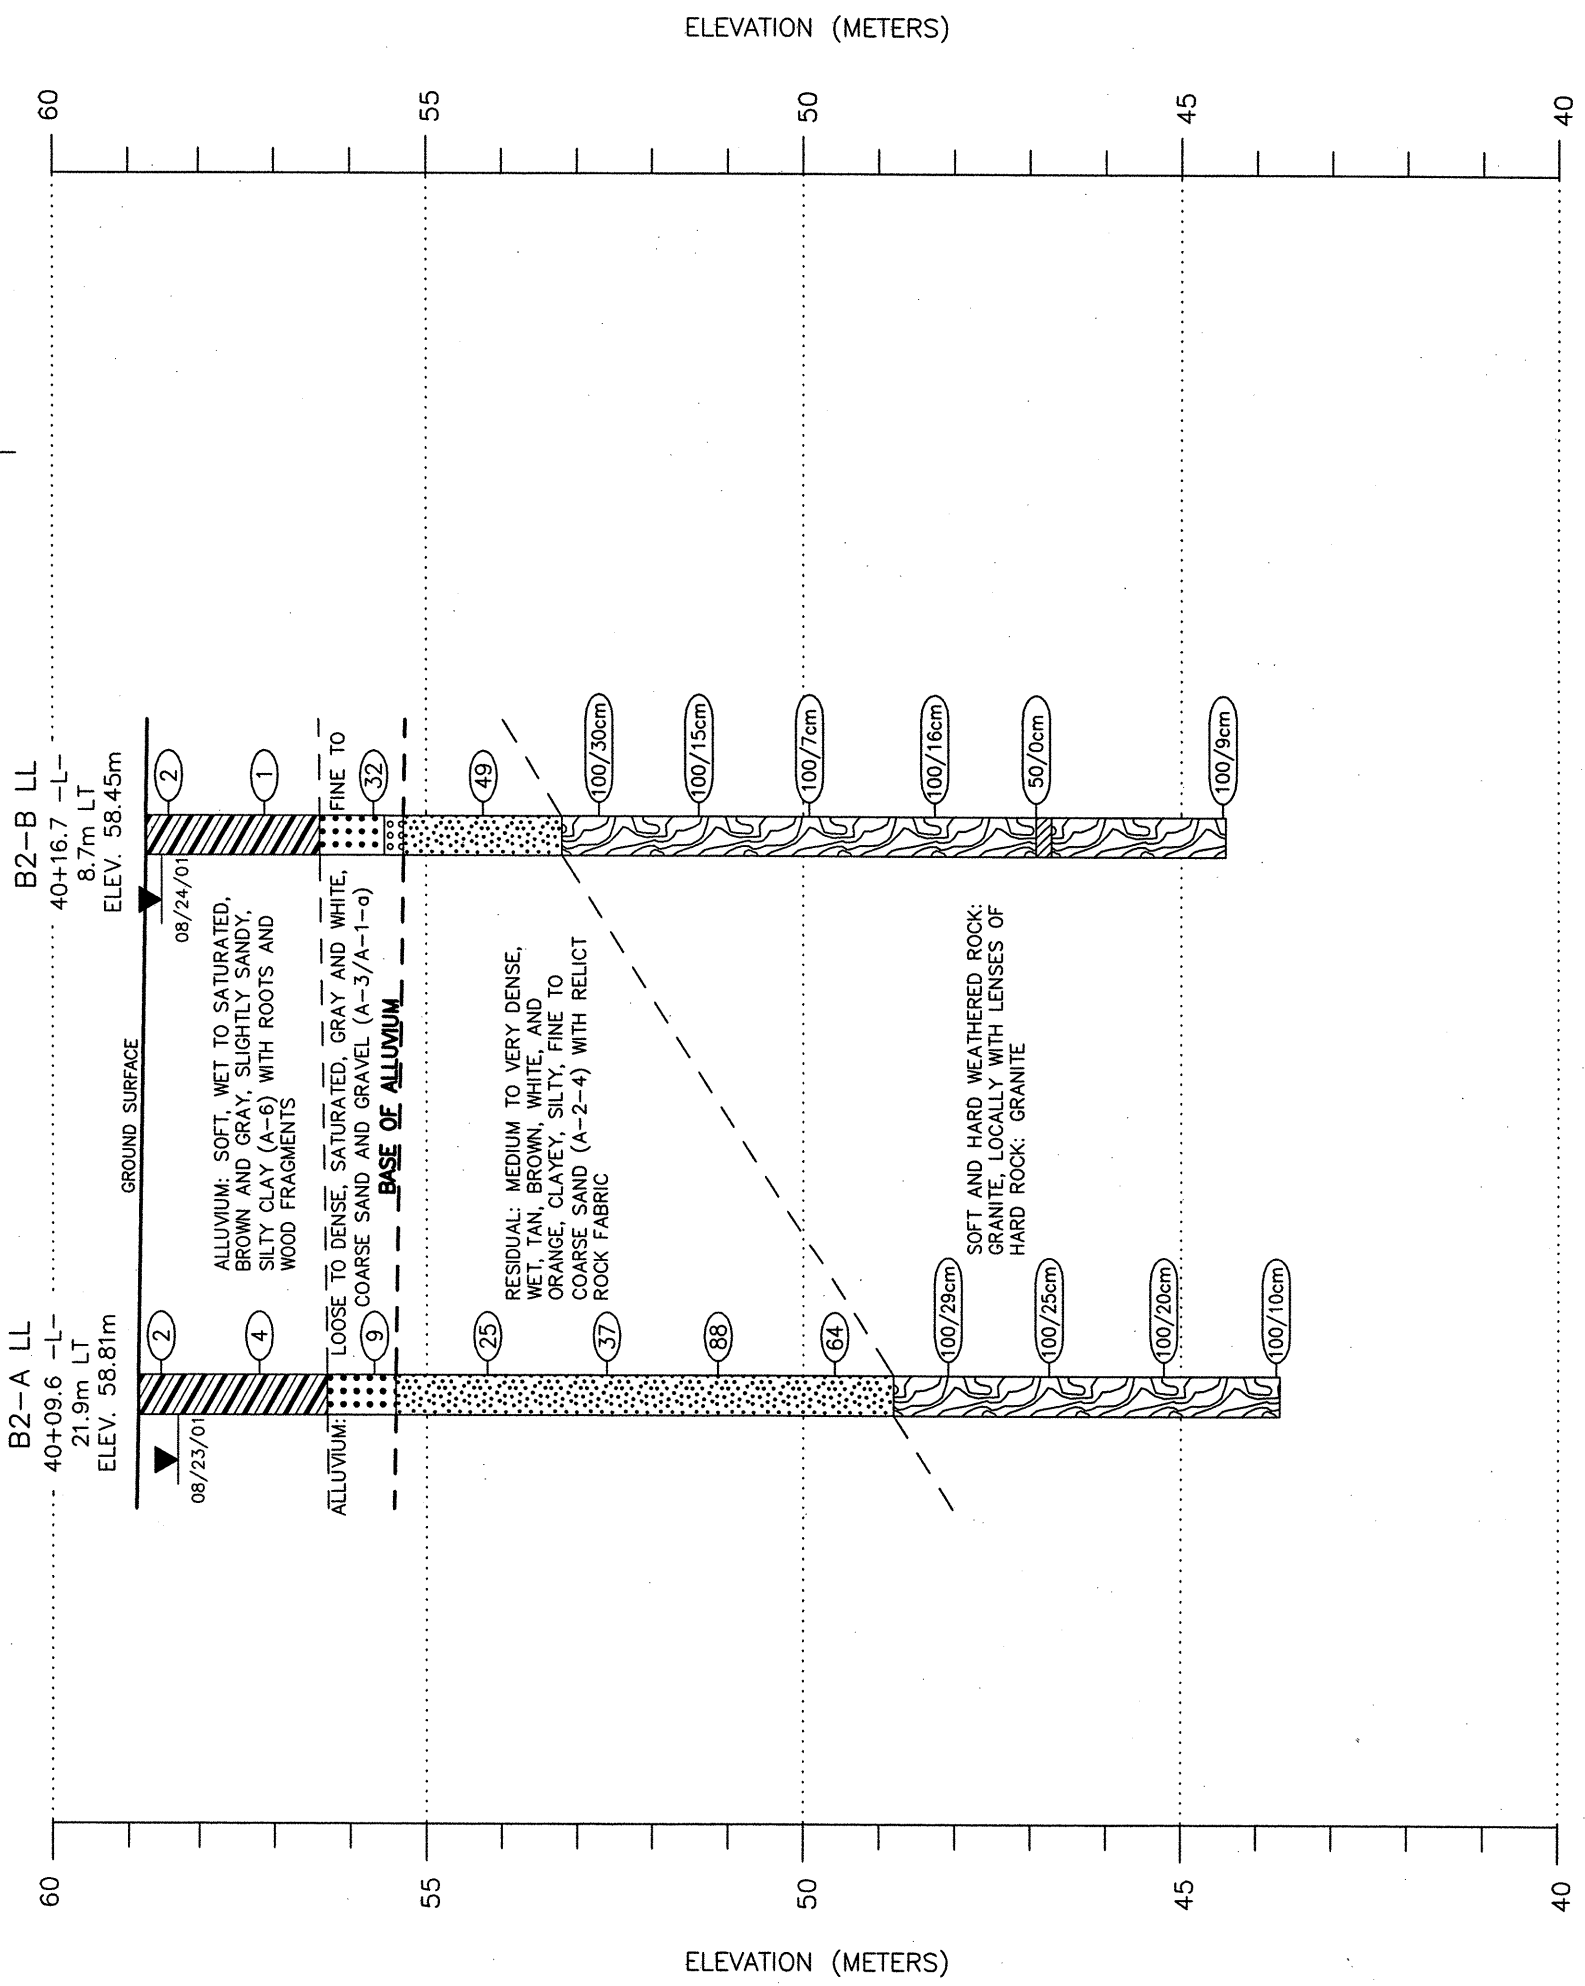 B2-A LL
40+09.6 -L-
21.9m LT
ELEV. 58.81m
B2-B LL
40+16.7 -L-
8.7m LT
ELEV. 58.45m
ELEVATION (METERS)
60
55
50
45
40
GROUND SURFACE
08/23/01
08/24/01
ALLUVIUM: SOFT, WET TO SATURATED,
BROWN AND GRAY, SLIGHTLY SANDY,
SILTY CLAY (A-6) WITH ROOTS AND
WOOD FRAGMENTS
ALLUVIUM: LOOSE TO DENSE, SATURATED, GRAY AND WHITE, FINE TO
COARSE SAND AND GRAVEL (A-3/A-1-a)
BASE OF ALLUVIUM
RESIDUAL: MEDIUM TO VERY DENSE,
WET, TAN, BROWN, WHITE, AND
ORANGE, CLAYEY, SILTY, FINE TO
COARSE SAND (A-2-4) WITH RELICT
ROCK FABRIC
SOFT AND HARD WEATHERED ROCK:
GRANITE, LOCALLY WITH LENSES OF
HARD ROCK: GRANITE
2
4
9
25
37
88
64
100/29cm
100/25cm
100/20cm
100/10cm
2
1
32
49
100/30cm
100/15cm
100/7cm
100/16cm
50/0cm
100/9cm
60
55
50
45
40
ELEVATION (METERS)